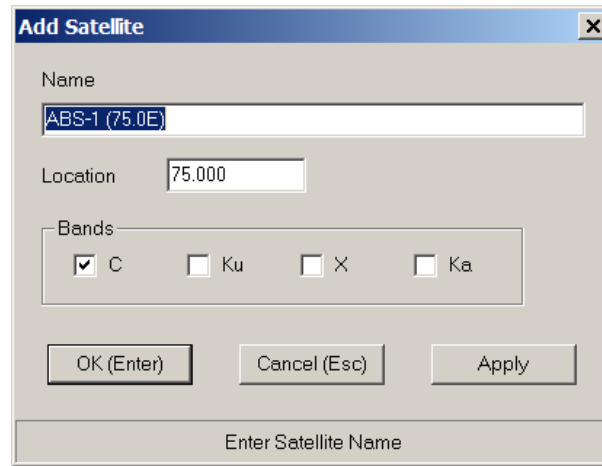 Add Satellite
Name
ABS-1 (75.0E)
Location 75.000
Bands
C Ku X Ka
OK (Enter) Cancel (Esc) Apply
Enter Satellite Name